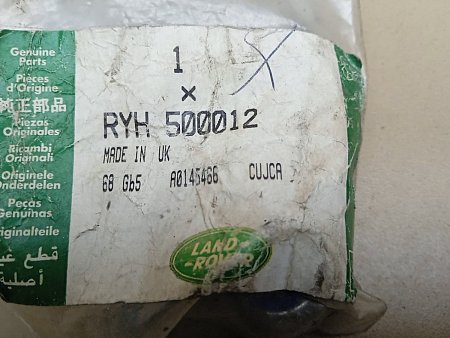 Genuine
Parts
Pièces
d'Origine
純正部品
Piezas
Originales
Ricambi
Originali
Originele
Onderdelen
Peças
Genuinas
Originalteile
قطع غيار
أصلية
1
x
RYH 500012
MADE IN UK
68 Gb5 A0145466 CUJCA
LAND-
ROVER